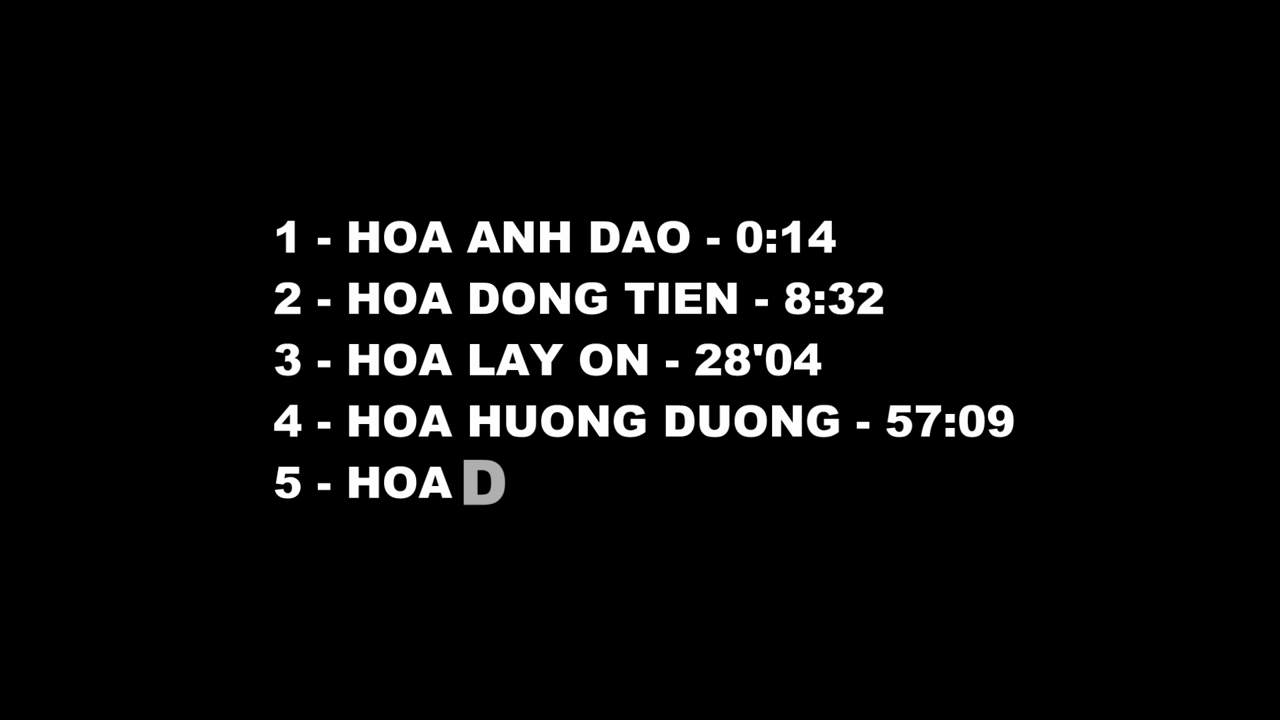 1 - HOA ANH DAO - 0:14
2 - HOA DONG TIEN - 8:32
3 - HOA LAY ON - 28'04
4 - HOA HUONG DUONG - 57:09
5 - HOA D